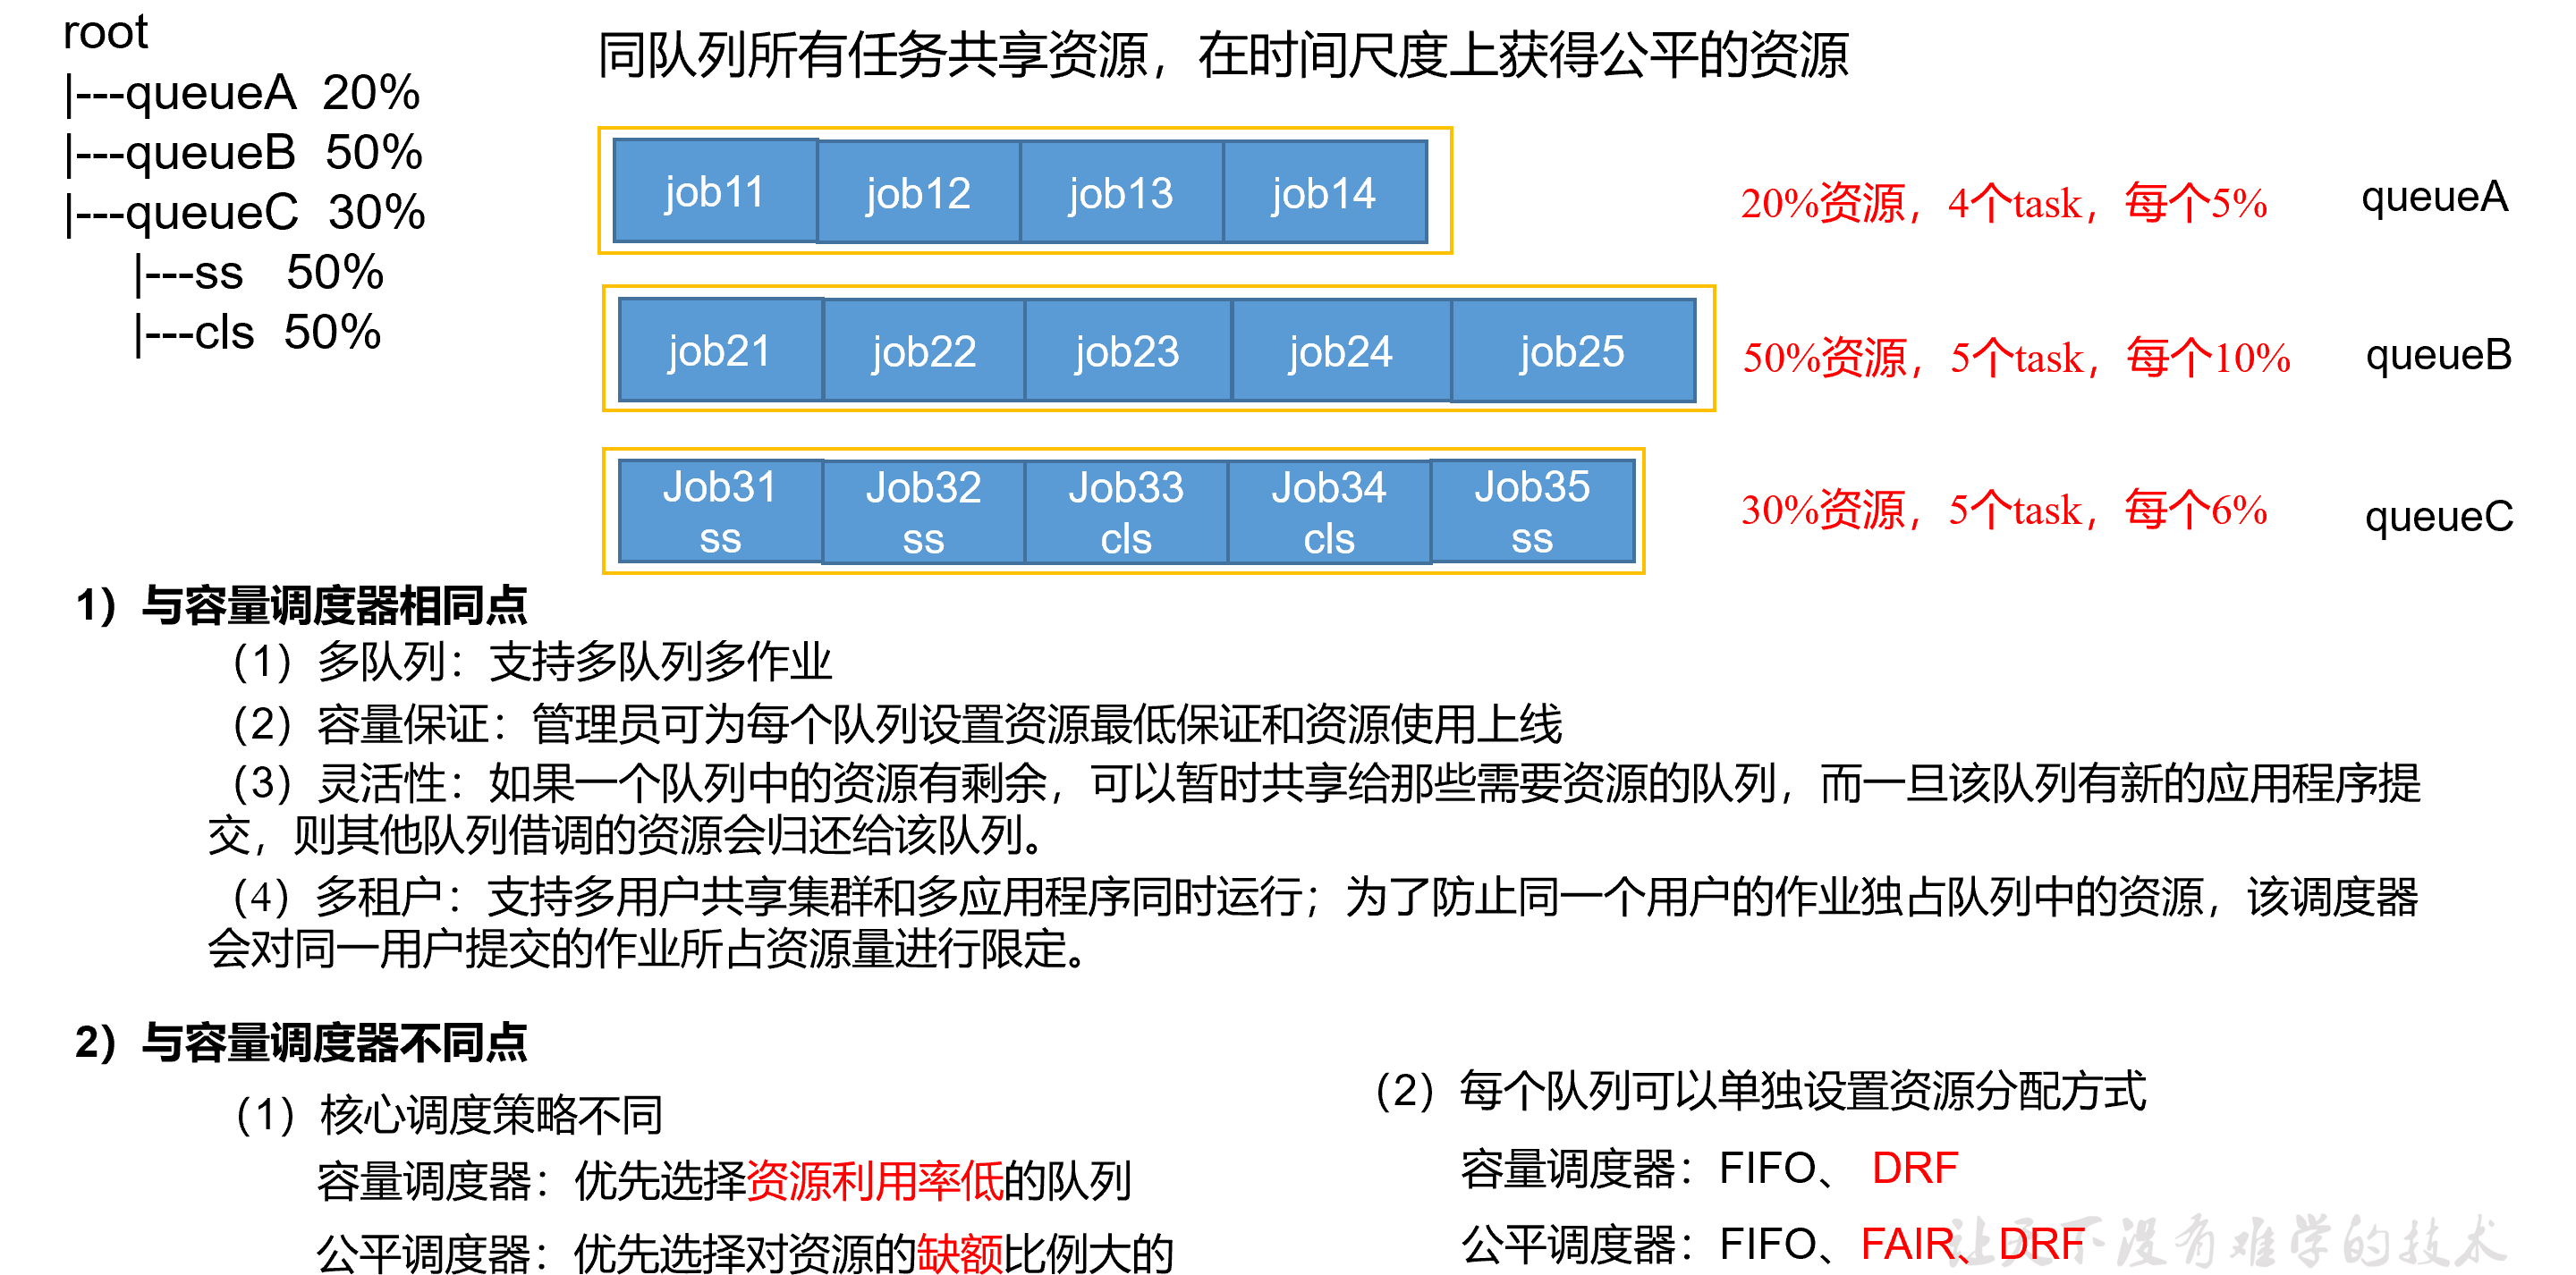 root
|---queueA 20%
|---queueB 50%
|---queueC 30%
|---ss 50%
|---cls 50%
同队列所有任务共享资源，在时间尺度上获得公平的资源
job11 job12 job13 job14
20%资源，4个task，每个5%
queueA
job21 job22 job23 job24 job25
50%资源，5个task，每个10%
queueB
Job31 Job32 Job33 Job34 Job35
ss ss cls cls ss
30%资源，5个task，每个6%
queueC
1）与容量调度器相同点
（1）多队列：支持多队列多作业
（2）容量保证：管理员可为每个队列设置资源最低保证和资源使用上线
（3）灵活性：如果一个队列中的资源有剩余，可以暂时共享给那些需要资源的队列，而一旦该队列有新的应用程序提
交，则其他队列借调的资源会归还给该队列。
（4）多租户：支持多用户共享集群和多应用程序同时运行；为了防止同一个用户的作业独占队列中的资源，该调度器
会对同一用户提交的作业所占资源量进行限定。
2）与容量调度器不同点
（1）核心调度策略不同
容量调度器：优先选择资源利用率低的队列
公平调度器：优先选择对资源的缺额比例大的
（2）每个队列可以单独设置资源分配方式
容量调度器：FIFO、 DRF
公平调度器：FIFO、FAIR、DRF
让天下没有难学的技术